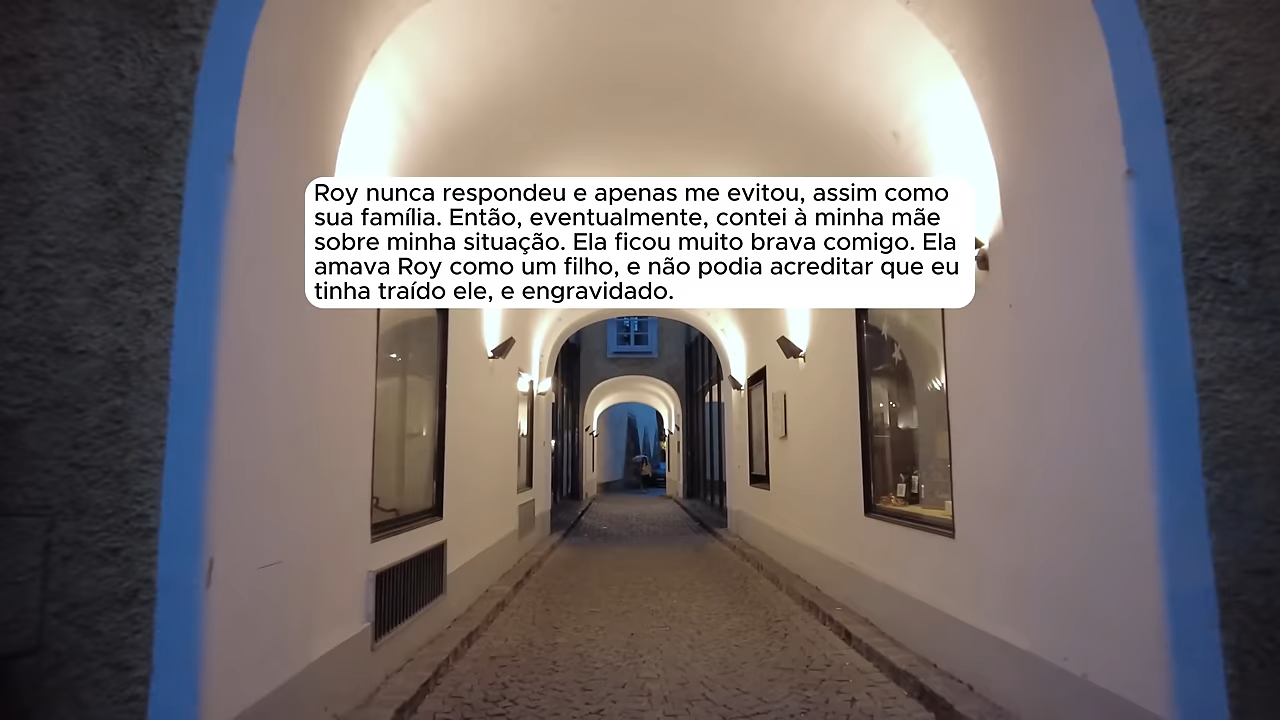 Roy nunca respondeu e apenas me evitou, assim como
sua família. Então, eventualmente, contei à minha mãe
sobre minha situação. Ela ficou muito brava comigo. Ela
amava Roy como um filho, e não podia acreditar que eu
tinha traído ele, e engravidado.